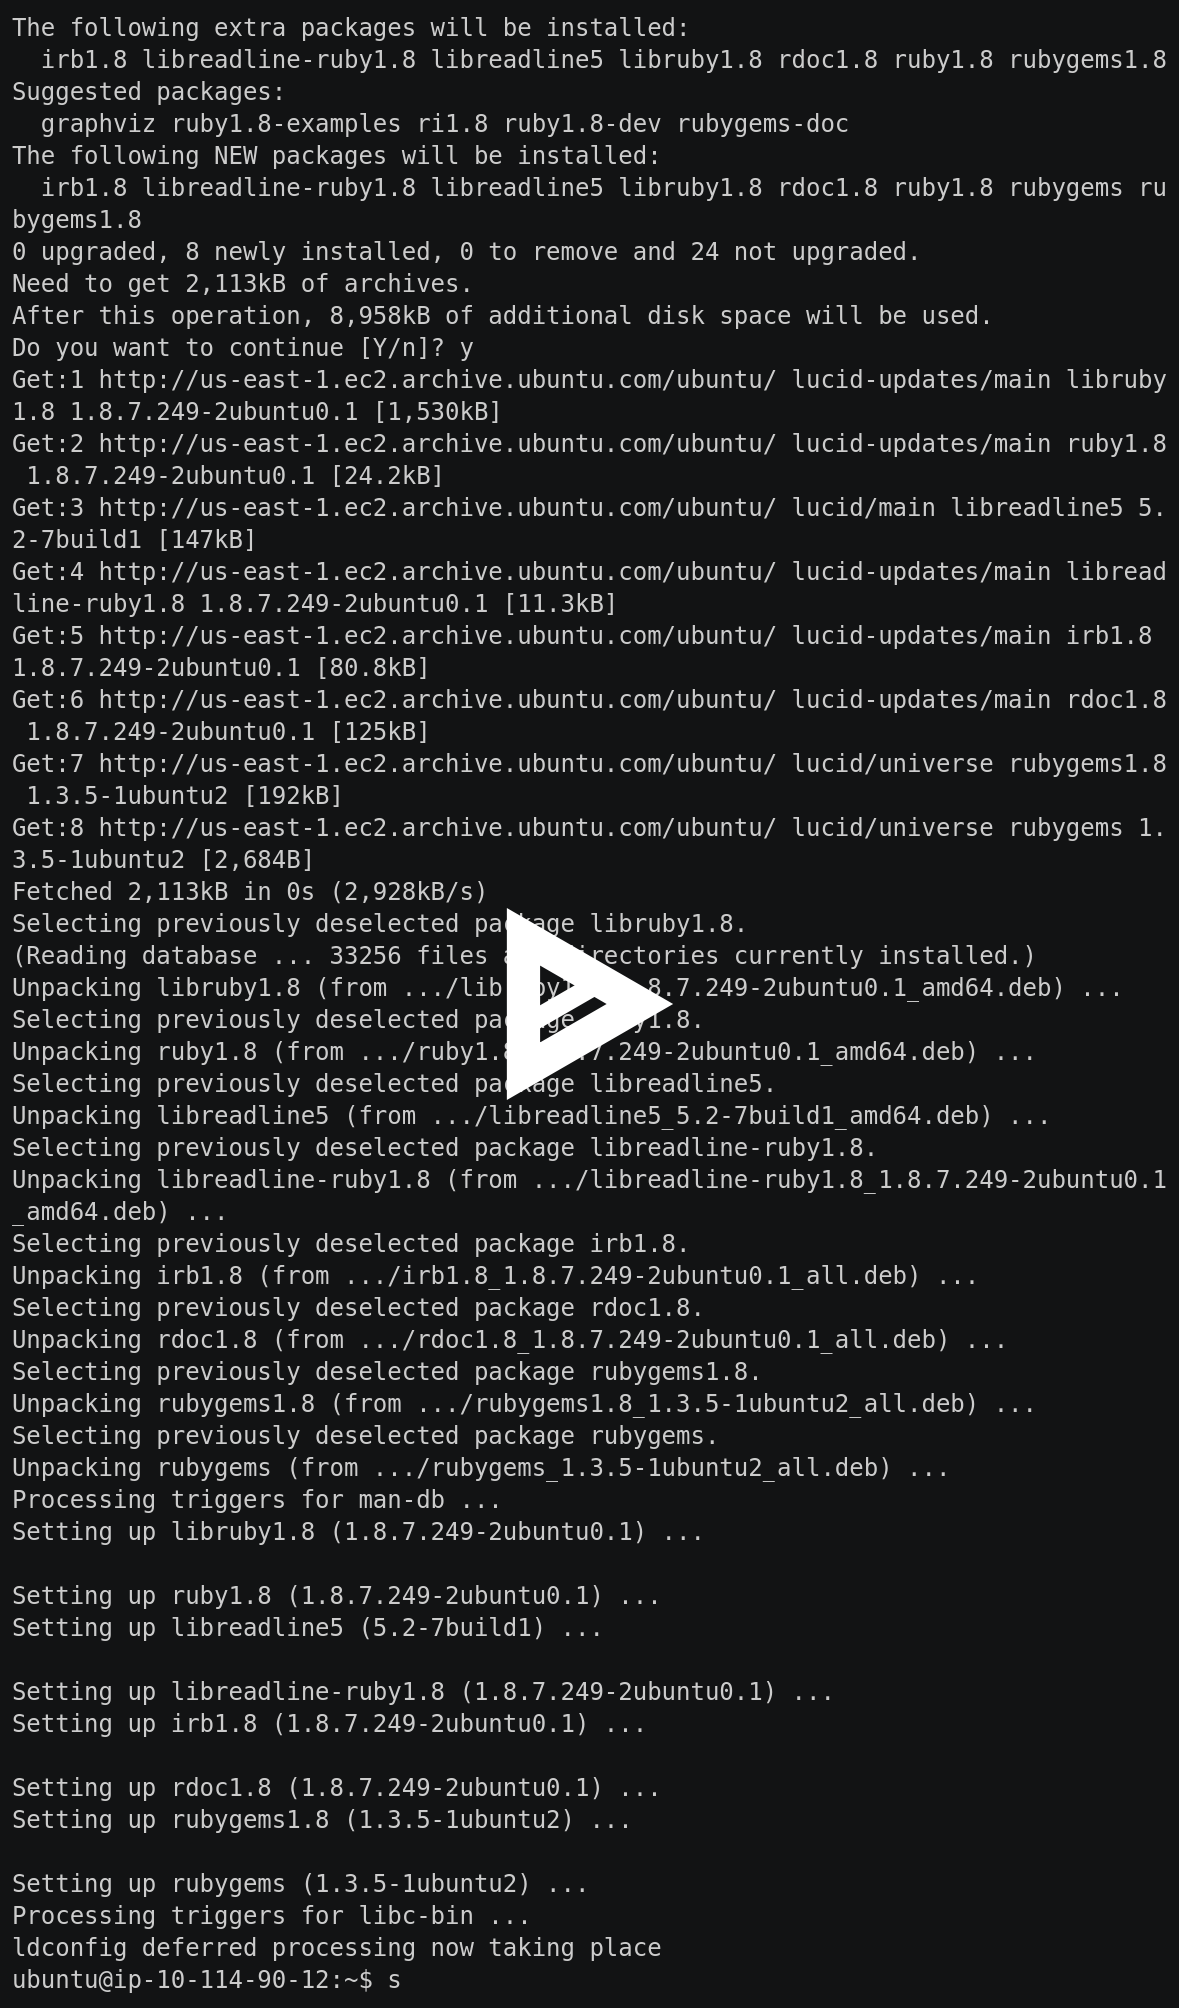 The following extra packages will be installed:
  irb1.8 libreadline-ruby1.8 libreadline5 libruby1.8 rdoc1.8 ruby1.8 rubygems1.8
Suggested packages:
  graphviz ruby1.8-examples ri1.8 ruby1.8-dev rubygems-doc
The following NEW packages will be installed:
  irb1.8 libreadline-ruby1.8 libreadline5 libruby1.8 rdoc1.8 ruby1.8 rubygems ru
bygems1.8
0 upgraded, 8 newly installed, 0 to remove and 24 not upgraded.
Need to get 2,113kB of archives.
After this operation, 8,958kB of additional disk space will be used.
Do you want to continue [Y/n]? y
Get:1 http://us-east-1.ec2.archive.ubuntu.com/ubuntu/ lucid-updates/main libruby
1.8 1.8.7.249-2ubuntu0.1 [1,530kB]
Get:2 http://us-east-1.ec2.archive.ubuntu.com/ubuntu/ lucid-updates/main ruby1.8
 1.8.7.249-2ubuntu0.1 [24.2kB]
Get:3 http://us-east-1.ec2.archive.ubuntu.com/ubuntu/ lucid/main libreadline5 5.
2-7build1 [147kB]
Get:4 http://us-east-1.ec2.archive.ubuntu.com/ubuntu/ lucid-updates/main libread
line-ruby1.8 1.8.7.249-2ubuntu0.1 [11.3kB]
Get:5 http://us-east-1.ec2.archive.ubuntu.com/ubuntu/ lucid-updates/main irb1.8
1.8.7.249-2ubuntu0.1 [80.8kB]
Get:6 http://us-east-1.ec2.archive.ubuntu.com/ubuntu/ lucid-updates/main rdoc1.8
 1.8.7.249-2ubuntu0.1 [125kB]
Get:7 http://us-east-1.ec2.archive.ubuntu.com/ubuntu/ lucid/universe rubygems1.8
 1.3.5-1ubuntu2 [192kB]
Get:8 http://us-east-1.ec2.archive.ubuntu.com/ubuntu/ lucid/universe rubygems 1.
3.5-1ubuntu2 [2,684B]
Fetched 2,113kB in 0s (2,928kB/s)
Selecting previously deselected package libruby1.8.
(Reading database ... 33256 files directories currently installed.)
Unpacking libruby1.8 (from ...
Selecting previously deselected package ruby1.8.
Unpacking ruby1.8 (from ...
Selecting previously deselected package libreadline5.
Unpacking libreadline5 (from .../libreadline5_5.2-7build1_amd64.deb) ...
Selecting previously deselected package libreadline-ruby1.8.
Unpacking libreadline-ruby1.8 (from .../libreadline-ruby1.8_1.8.7.249-2ubuntu0.1
_amd64.deb) ...
Selecting previously deselected package irb1.8.
Unpacking irb1.8 (from .../irb1.8_1.8.7.249-2ubuntu0.1_all.deb) ...
Selecting previously deselected package rdoc1.8.
Unpacking rdoc1.8 (from .../rdoc1.8_1.8.7.249-2ubuntu0.1_all.deb) ...
Selecting previously deselected package rubygems1.8.
Unpacking rubygems1.8 (from .../rubygems1.8_1.3.5-1ubuntu2_all.deb) ...
Selecting previously deselected package rubygems.
Unpacking rubygems (from .../rubygems_1.3.5-1ubuntu2_all.deb) ...
Processing triggers for man-db ...
Setting up libruby1.8 (1.8.7.249-2ubuntu0.1) ...

Setting up ruby1.8 (1.8.7.249-2ubuntu0.1) ...
Setting up libreadline5 (5.2-7build1) ...

Setting up libreadline-ruby1.8 (1.8.7.249-2ubuntu0.1) ...
Setting up irb1.8 (1.8.7.249-2ubuntu0.1) ...

Setting up rdoc1.8 (1.8.7.249-2ubuntu0.1) ...
Setting up rubygems1.8 (1.3.5-1ubuntu2) ...

Setting up rubygems (1.3.5-1ubuntu2) ...
Processing triggers for libc-bin ...
ldconfig deferred processing now taking place
ubuntu@ip-10-114-90-12:~$ s